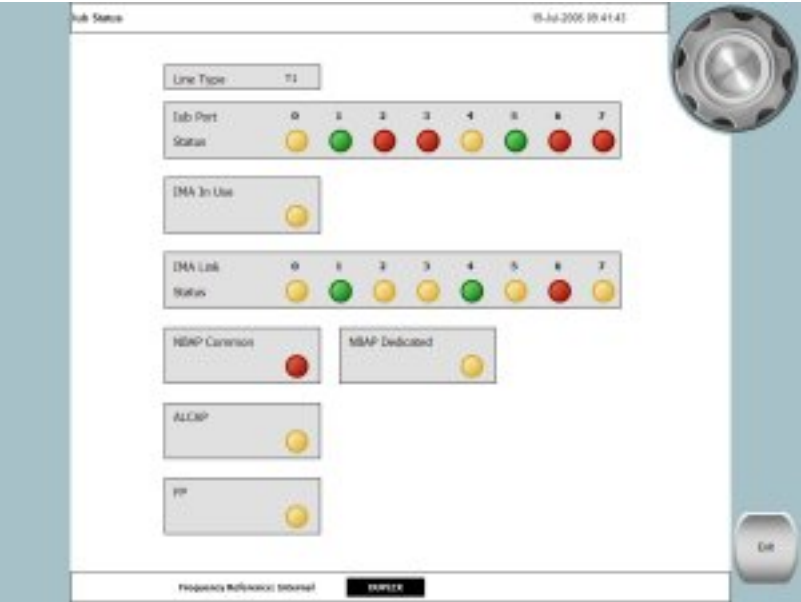 Iub Status 19-Jul-2005 09:41:43
Line Type T1
Iub Port 0 1 2 3 4 5 6 7
Status
IMA In Use
IMA Link 0 1 2 3 4 5 6 7
Status
NBAP Common NBAP Dedicated
ALCAP
FP
Exit
Frequency Reference: Internal DUPLEX